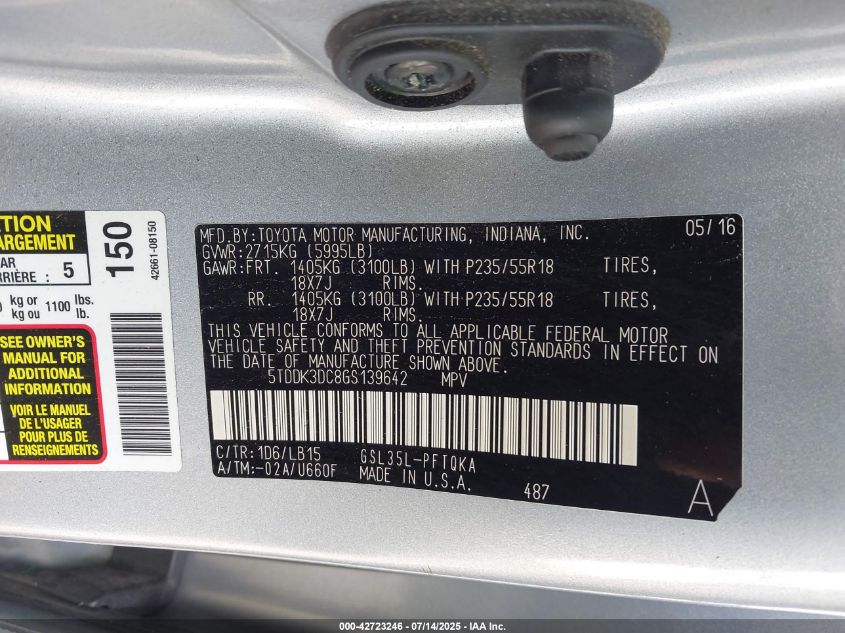 TION
CHARGEMENT
AR
RRIÈRE 5
kg or 1100 lbs.
kg ou lb.
SEE OWNER'S
MANUAL FOR
ADDITIONAL
INFORMATION
VOIR LE MANUEL
DE L'USAGER
POUR PLUS DE
RENSEIGNEMENTS
150
42661-08150
MFD.BY:TOYOTA MOTOR MANUFACTURING, INDIANA, INC. 05/16
GVWR:2715KG (5995LB)
GAWR:FRT. 1405KG (3100LB) WITH P235/55R18 TIRES,
18X7J RIMS.
RR. 1405KG (3100LB) WITH P235/55R18 TIRES,
18X7J RIMS.
THIS VEHICLE CONFORMS TO ALL APPLICABLE FEDERAL MOTOR
VEHICLE SAFETY AND THEFT PREVENTION STANDARDS IN EFFECT ON
THE DATE OF MANUFACTURE SHOWN ABOVE.
5TDDK3DC8GS139642 MPV
C/TR:1D6/LB15 GSL35L-PFTQKA
A/TM:-02A/U660F MADE IN U.S.A.
487 A
000-42723246 - 07/14/2025 - IAA Inc.